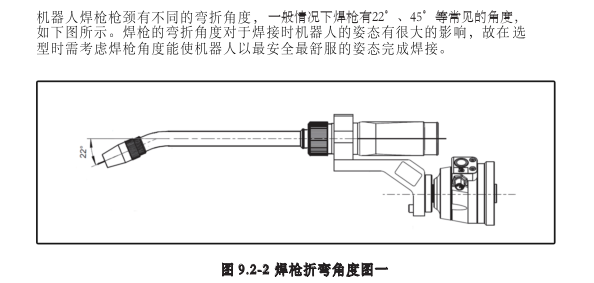 机器人焊枪枪颈有不同的弯折角度，一般情况下焊枪有22°、45°等常见的角度，
如下图所示。焊枪的弯折角度对于焊接时机器人的姿态有很大的影响，故在选
型时需考虑焊枪角度能使机器人以最安全最舒服的姿态完成焊接。
22°
图 9.2-2 焊枪折弯角度图一